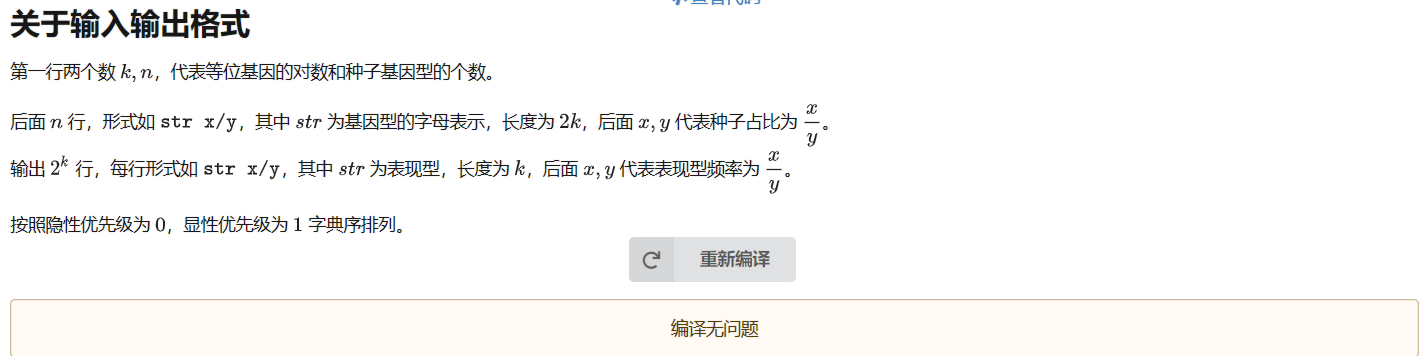 关于输入输出格式
第一行两个数 k, n，代表等位基因的对数和种子基因型的个数。
后面 n 行，形式如 str x/y，其中 str 为基因型的字母表示，长度为 2k，后面 x, y 代表种子占比为 x/y。
输出 2^k 行，每行形式如 str x/y，其中 str 为表现型，长度为 k，后面 x, y 代表表现型频率为 x/y。
按照隐性优先级为 0，显性优先级为 1 字典序排列。
重新编译
编译无问题